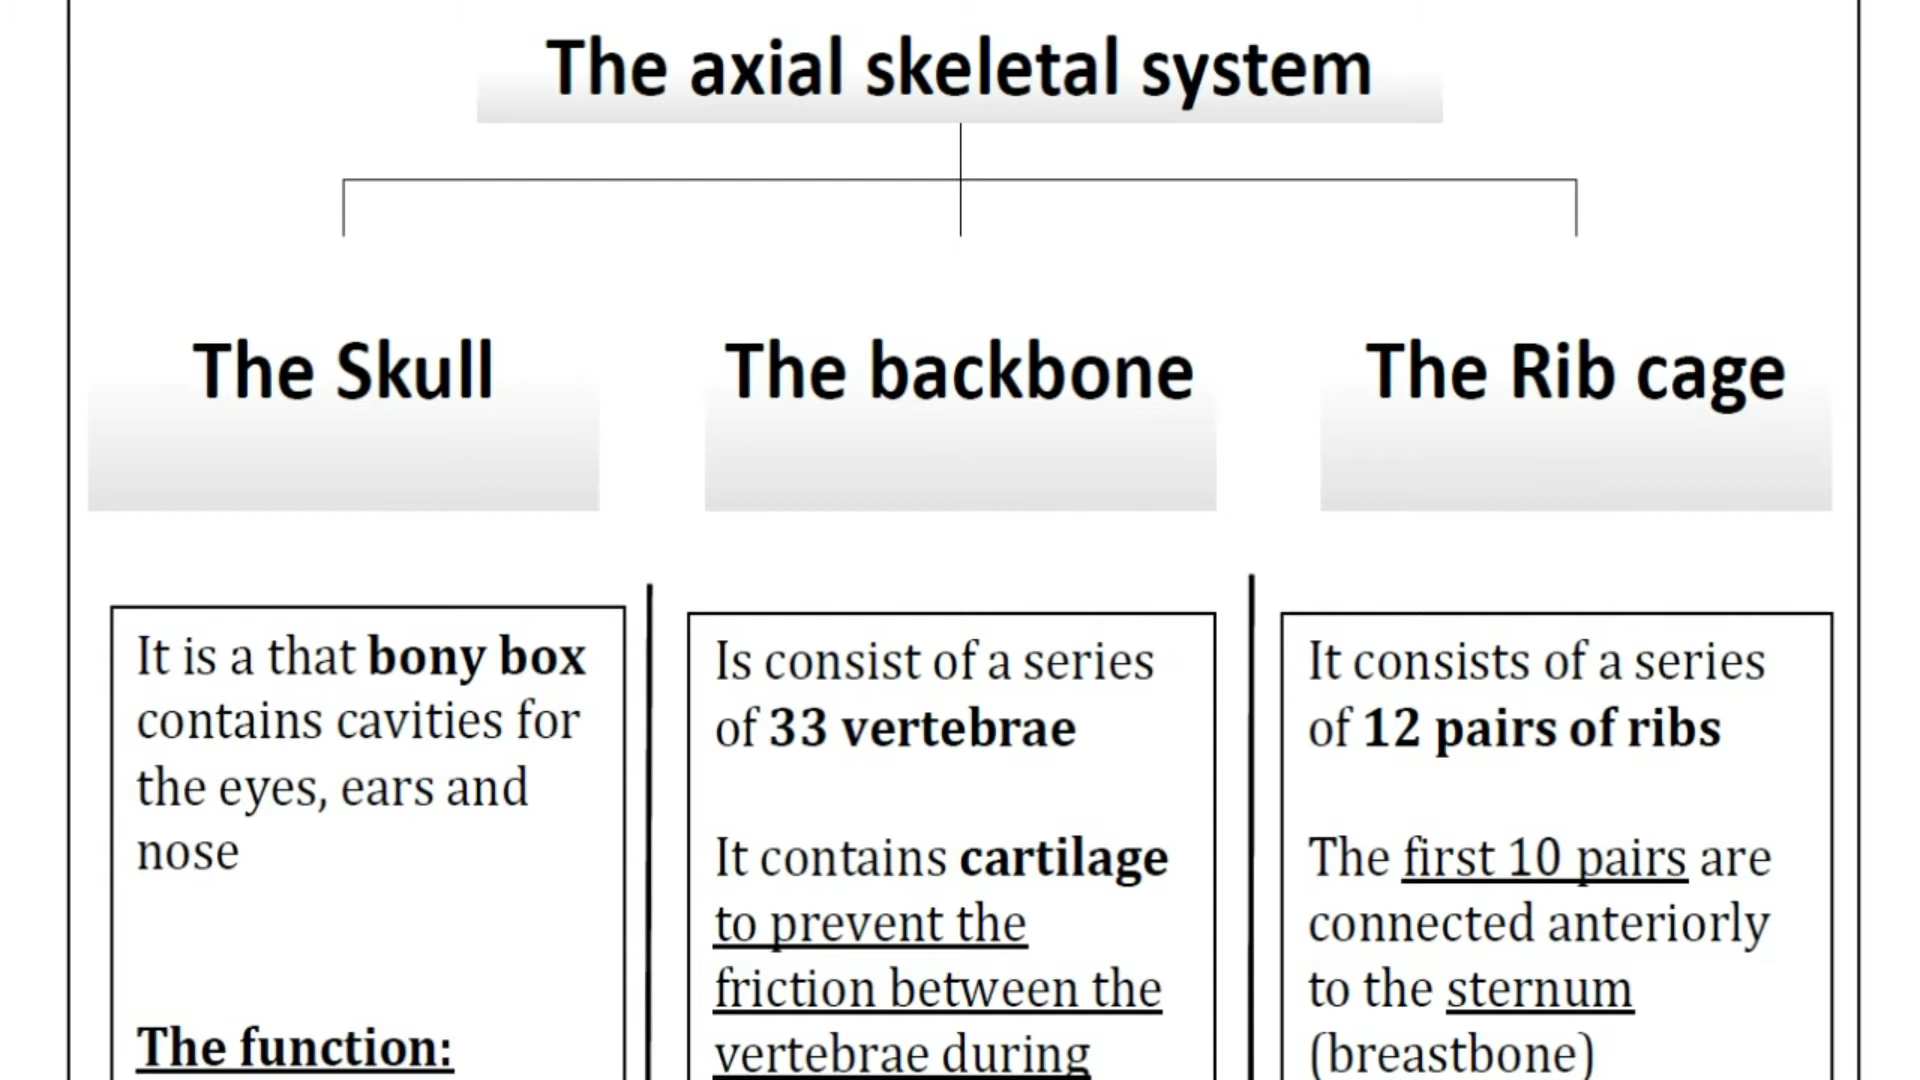 The axial skeletal system
The Skull
The backbone
The Rib cage
It is a that bony box
contains cavities for
the eyes, ears and
nose
The function:
Is consist of a series
of 33 vertebrae
It contains cartilage
to prevent the
friction between the
vertebrae during
It consists of a series
of 12 pairs of ribs
The first 10 pairs are
connected anteriorly
to the sternum
(breastbone)